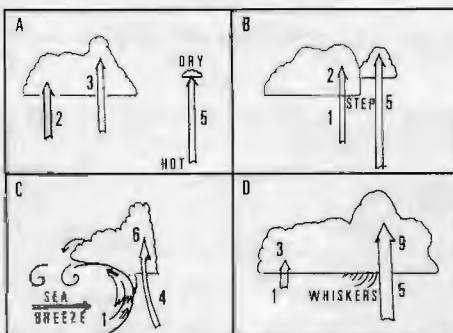 A
3
2
DRY
5
HOT
B
2
1
STEP
5
C
6
SEA
BREEZE
1
4
D
3
1
9
WHISKERS
5